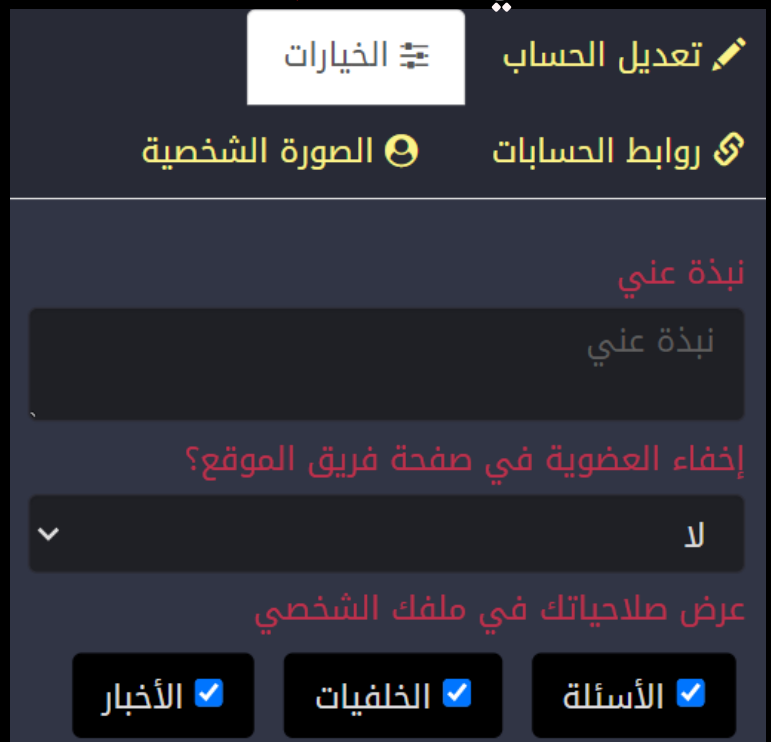 تعديل الحساب الخيارات
روابط الحسابات الصورة الشخصية
نبذة عني
نبذة عني
إخفاء العضوية في صفحة فريق الموقع؟
لا
عرض صلاحياتك في ملفك الشخصي
الأسئلة الخلفيات الأخبار